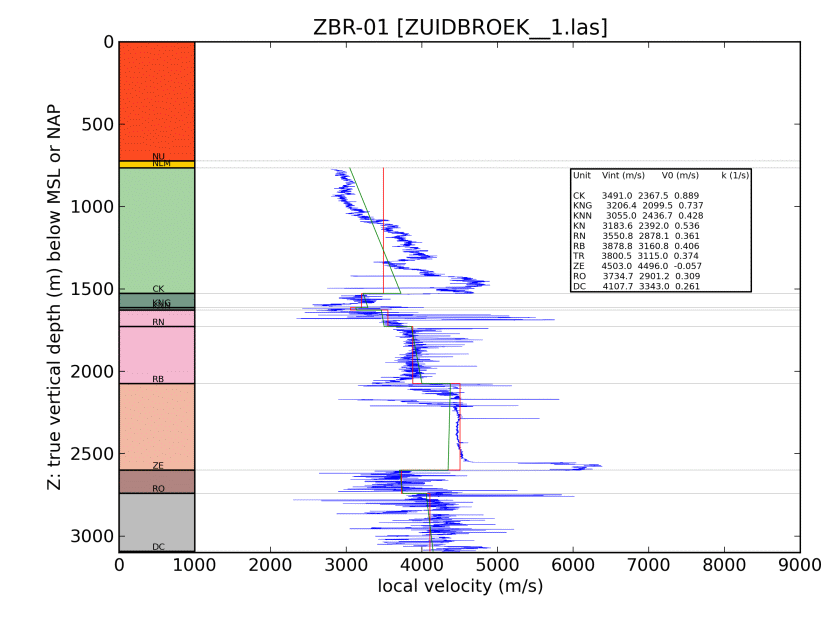 ZBR-01 [ZUIDBROEK__1.las]
Z: true vertical depth (m) below MSL or NAP
0
500
1000
1500
2000
2500
3000
NU
NLM
CK
KNG
RN
RB
ZE
RO
DC
Unit Vint (m/s) V0 (m/s) k (1/s)
CK 3491.0 2367.5 0.889
KNG 3206.4 2099.5 0.737
KNN 3055.0 2436.7 0.428
KN 3183.6 2392.0 0.536
RN 3550.8 2878.1 0.361
RB 3878.8 3160.8 0.406
TR 3800.5 3115.0 0.374
ZE 4503.0 4496.0 -0.057
RO 3734.7 2901.2 0.309
DC 4107.7 3343.0 0.261
0 1000 2000 3000 4000 5000 6000 7000 8000 9000
local velocity (m/s)